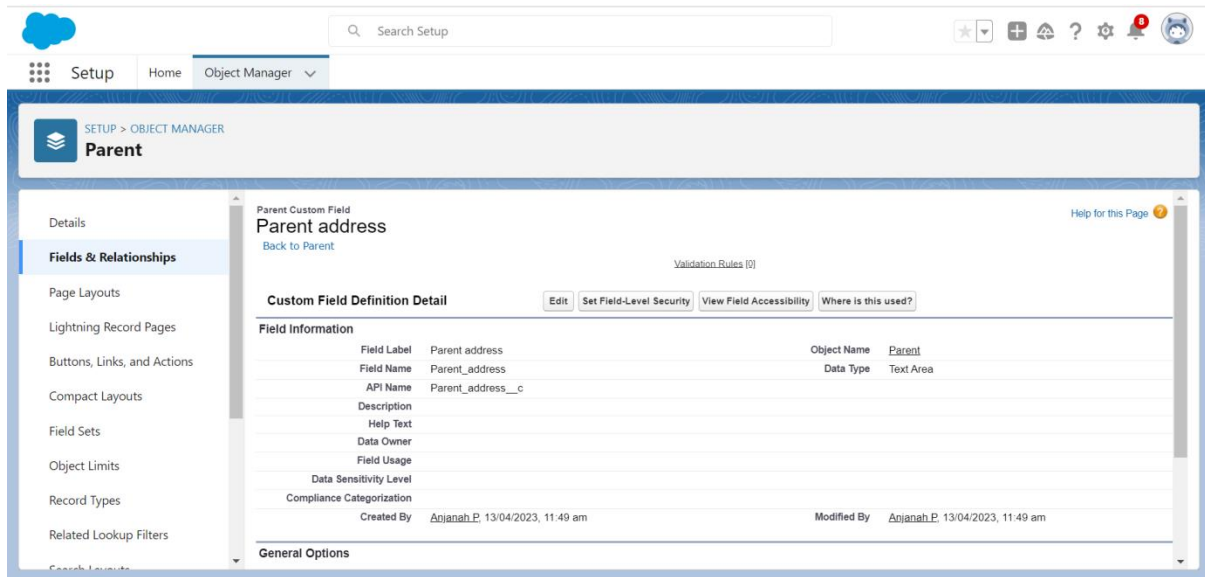 Search Setup
8
Setup Home Object Manager
SETUP > OBJECT MANAGER
Parent
Details
Fields & Relationships
Page Layouts
Lightning Record Pages
Buttons, Links, and Actions
Compact Layouts
Field Sets
Object Limits
Record Types
Related Lookup Filters
Search Layouts
Parent Custom Field
Parent address
Back to Parent
Help for this Page ?
Validation Rules [0]
Custom Field Definition Detail Edit Set Field-Level Security View Field Accessibility Where is this used?
Field Information
Field Label Parent address Object Name Parent
Field Name Parent_address Data Type Text Area
API Name Parent_address__c
Description
Help Text
Data Owner
Field Usage
Data Sensitivity Level
Compliance Categorization
Created By Anjanah P, 13/04/2023, 11:49 am Modified By Anjanah P, 13/04/2023, 11:49 am
General Options